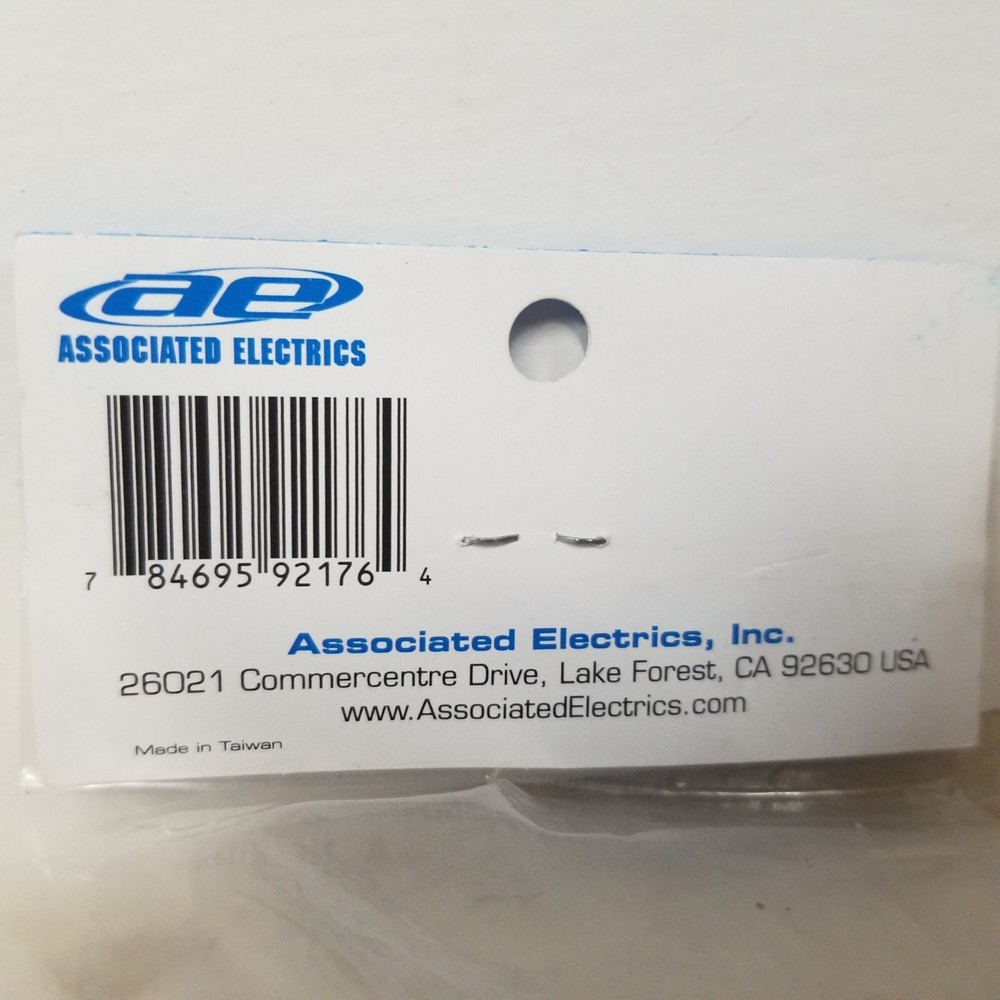 ae
ASSOCIATED ELECTRICS
7 84695 92176 4
Associated Electrics, Inc.
26021 Commercentre Drive, Lake Forest, CA 92630 USA
www.AssociatedElectrics.com
Made in Taiwan